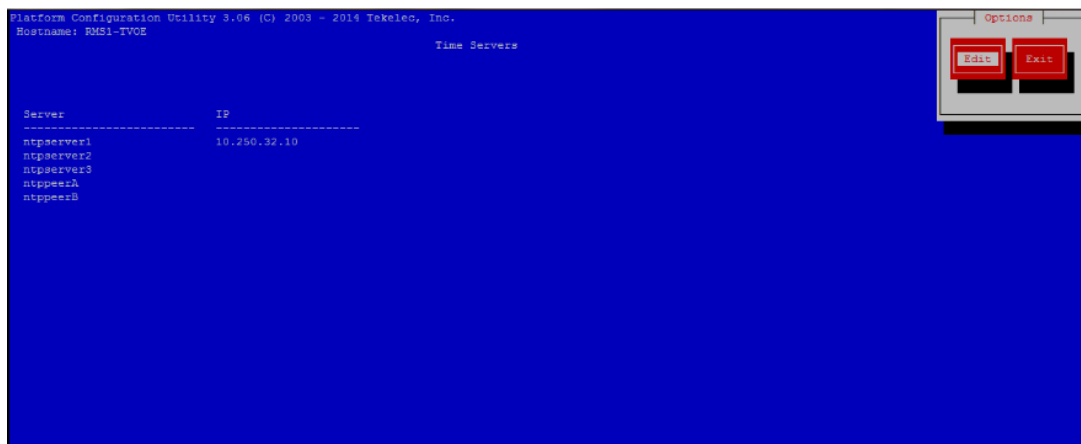 Platform Configuration Utility 3.06 (C) 2003 - 2014 Tekelec, Inc.
Hostname: RMS1-TVOE
Time Servers
Options
Edit Exit
Server IP
------------------------- ---------------------
ntpserver1 10.250.32.10
ntpserver2
ntpserver3
ntppeerA
ntppeerB